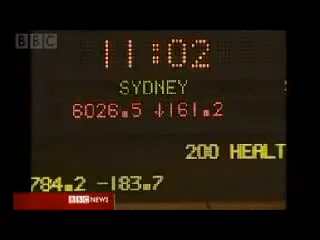 BBC
11:02
SYDNEY
6026.5 ↓161.2
200 HEALT
784.2 -183.7
BBC NEWS